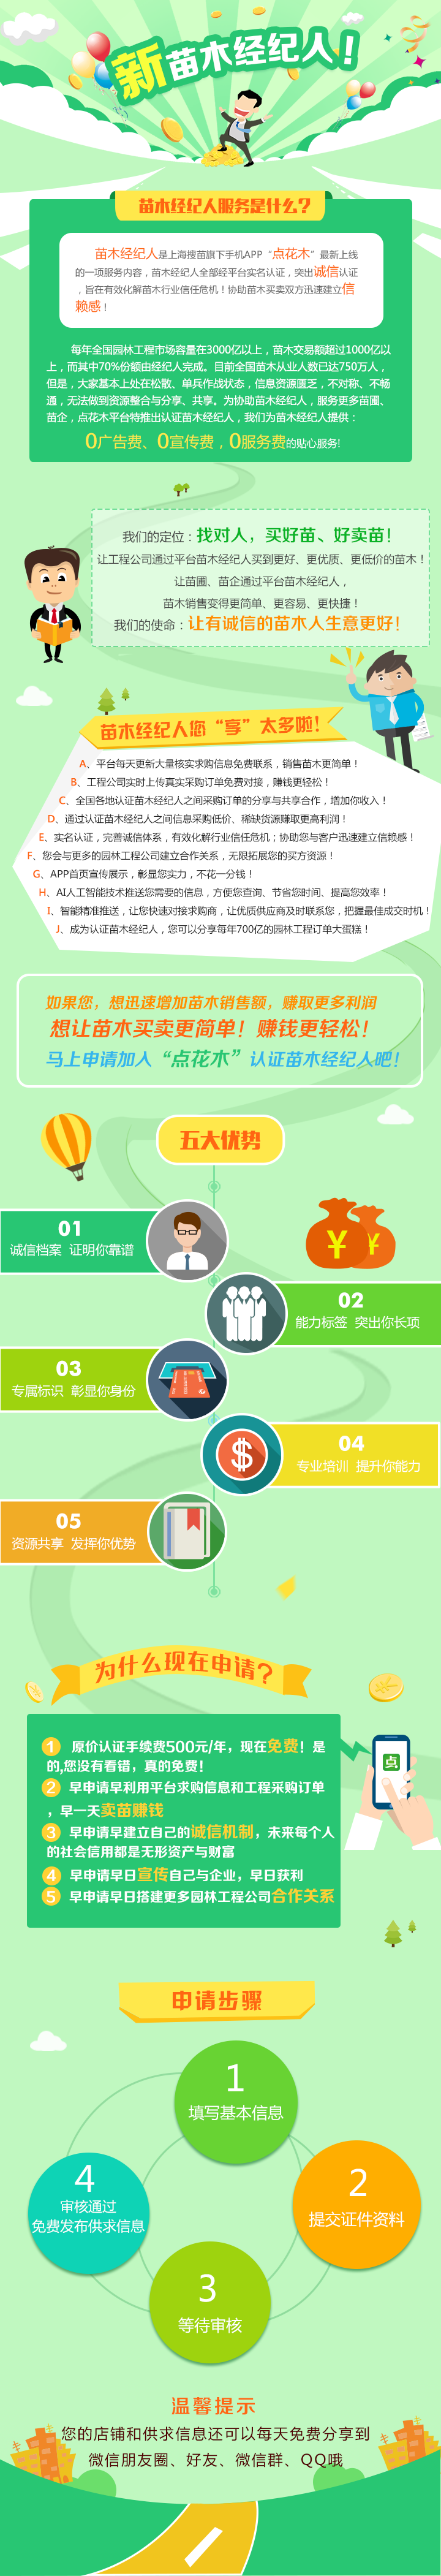 新苗木经纪人！
苗木经纪人服务是什么？
苗木经纪人是上海搜苗旗下手机APP“点花木”最新上线
的一项服务内容，苗木经纪人全部经平台实名认证，突出诚信认证
，旨在有效化解苗木行业信任危机！协助苗木买卖双方迅速建立信
赖感！
每年全国园林工程市场容量在3000亿以上，苗木交易额超过1000亿以
上，而其中70%份额由经纪人完成。目前全国苗木从业人数已达750万人，
但是，大家基本上处在松散、单兵作战状态，信息资源匮乏，不对称、不畅
通，无法做到资源整合与分享、共享。为协助苗木经纪人，服务更多苗圃、
苗企，点花木平台特推出认证苗木经纪人，我们为苗木经纪人提供：
0广告费、0宣传费，0服务费的贴心服务!
我们的定位：找对人，买好苗、好卖苗！
让工程公司通过平台苗木经纪人买到更好、更优质、更低价的苗木！
让苗圃、苗企通过平台苗木经纪人，
苗木销售变得更简单、更容易、更快捷！
我们的使命：让有诚信的苗木人生意更好！
苗木经纪人您“享”太多啦！
A、平台每天更新大量核实求购信息免费联系，销售苗木更简单！
B、工程公司实时上传真实采购订单免费对接，赚钱更轻松！
C、全国各地认证苗木经纪人之间采购订单的分享与共享合作，增加你收入！
D、通过认证苗木经纪人之间信息采购低价、稀缺货源赚取更高利润！
E、实名认证，完善诚信体系，有效化解行业信任危机；协助您与客户迅速建立信赖感！
F、您会与更多的园林工程公司建立合作关系，无限拓展您的买方资源！
G、APP首页宣传展示，彰显您实力，不花一分钱！
H、AI人工智能技术推送您需要的信息，方便您查询、节省您时间、提高您效率！
I、智能精准推送，让您快速对接求购商，让优质供应商及时联系您，把握最佳成交时机！
J、成为认证苗木经纪人，您可以分享每年700亿的园林工程订单大蛋糕！
如果您，想迅速增加苗木销售额，赚取更多利润
想让苗木买卖更简单！赚钱更轻松！
马上申请加入“点花木”认证苗木经纪人吧！
五大优势
01
诚信档案 证明你靠谱
02
能力标签 突出你长项
03
专属标识 彰显你身份
04
专业培训 提升你能力
05
资源共享 发挥你优势
为什么现在申请？
1 原价认证手续费500元/年，现在免费！是
的,您没有看错，真的免费！
2 早申请早利用平台求购信息和工程采购订单
，早一天卖苗赚钱
3 早申请早建立自己的诚信机制，未来每个人
的社会信用都是无形资产与财富
4 早申请早日宣传自己与企业，早日获利
5 早申请早日搭建更多园林工程公司合作关系
点
申请步骤
1
填写基本信息
2
提交证件资料
3
等待审核
4
审核通过
免费发布供求信息
温馨提示
您的店铺和供求信息还可以每天免费分享到
微信朋友圈、好友、微信群、QQ哦